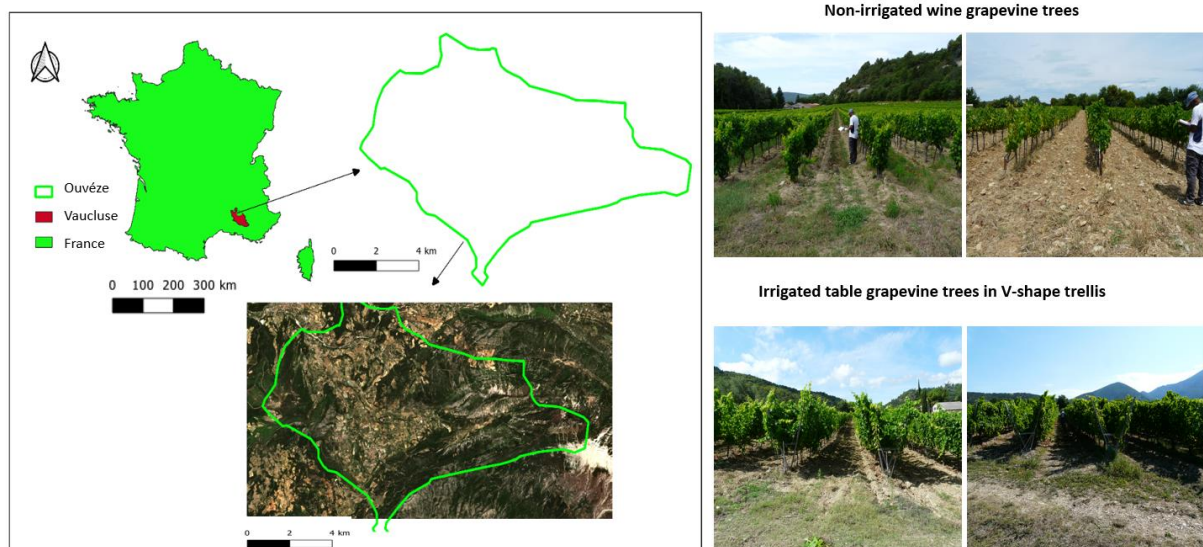 Non-irrigated wine grapevine trees
Ouvéze
Vaucluse
France
0 2 4 km
0 100 200 300 km
Irrigated table grapevine trees in V-shape trellis
0 2 4 km